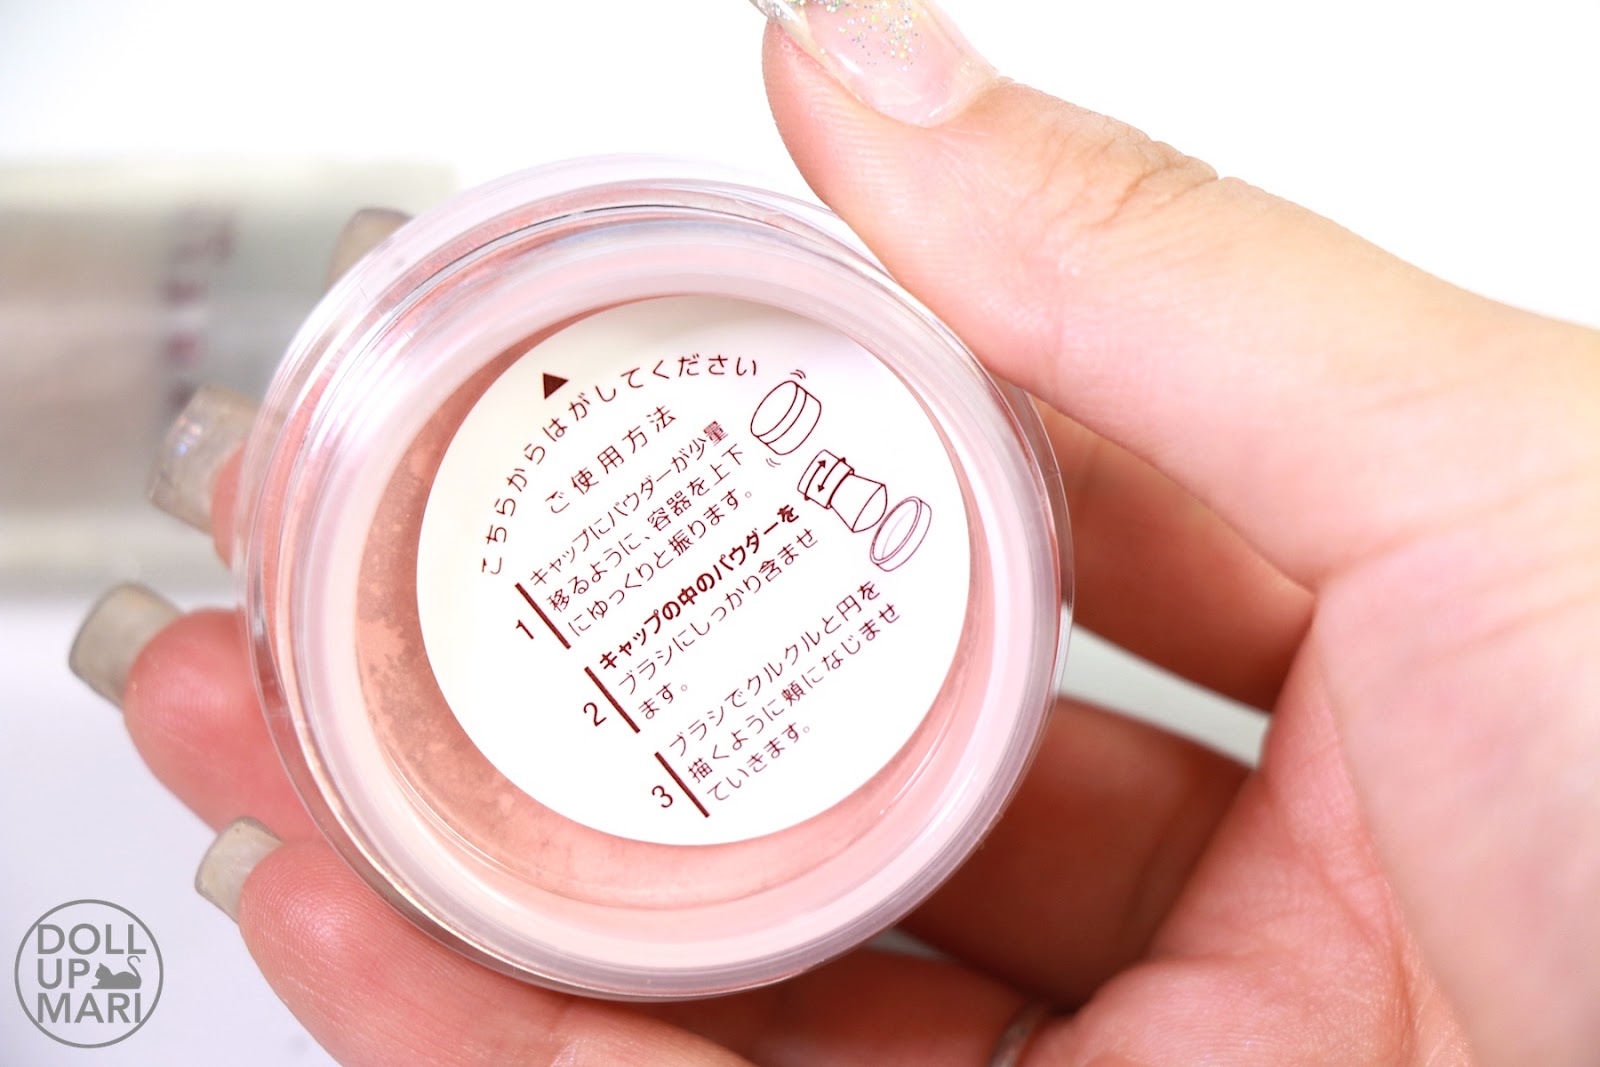 ▲
こちらからはがしてください
ご使用方法
1
キャップにパウダーが少量
移るように、容器を上下
にゆっくりと振ります。
2
キャップの中のパウダーを
ブラシにしっかり含ませ
ます。
3
ブラシでクルクルと円を
描くように頬になじませ
ていきます。
DOLL
UP
MARI